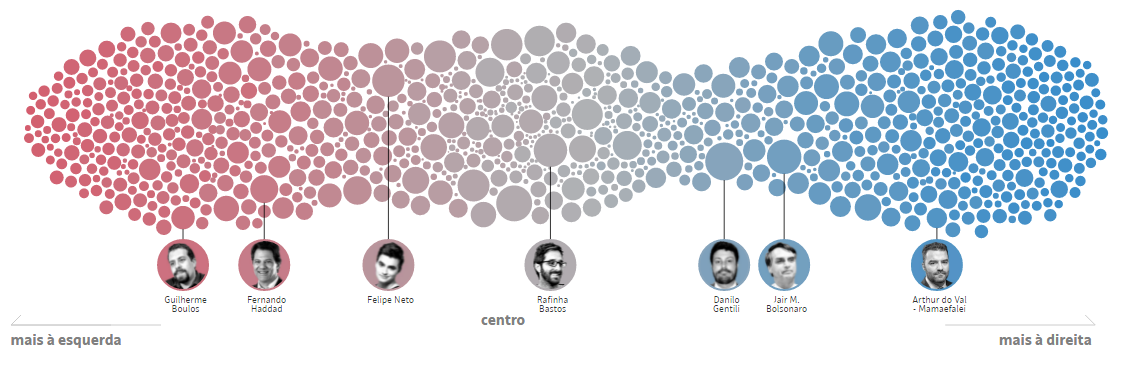 Guilherme
Boulos
Fernando
Haddad
Felipe Neto
Rafinha
Bastos
Danilo
Gentili
Jair M.
Bolsonaro
Arthur do Val
- Mamaefalei
centro
mais à esquerda
mais à direita